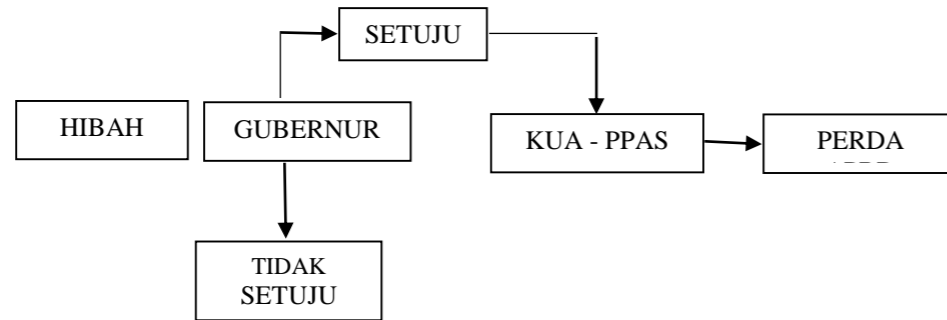 SETUJU
HIBAH
GUBERNUR
KUA - PPAS
PERDA
TIDAK
SETUJU